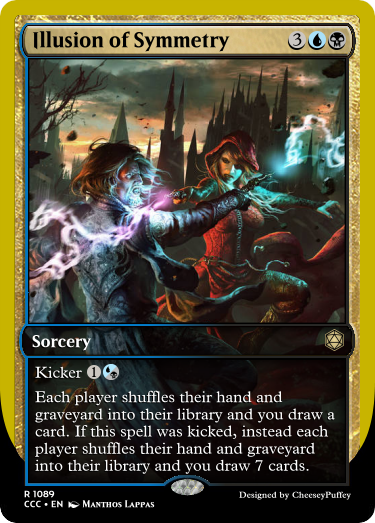 Illusion of Symmetry 3
Sorcery
Kicker 1
Each player shuffles their hand and
graveyard into their library and you draw a
card. If this spell was kicked, instead each
player shuffles their hand and graveyard
into their library and you draw 7 cards.
R 1089
CCC • EN Manthos Lappas
Designed by CheeseyPuffey